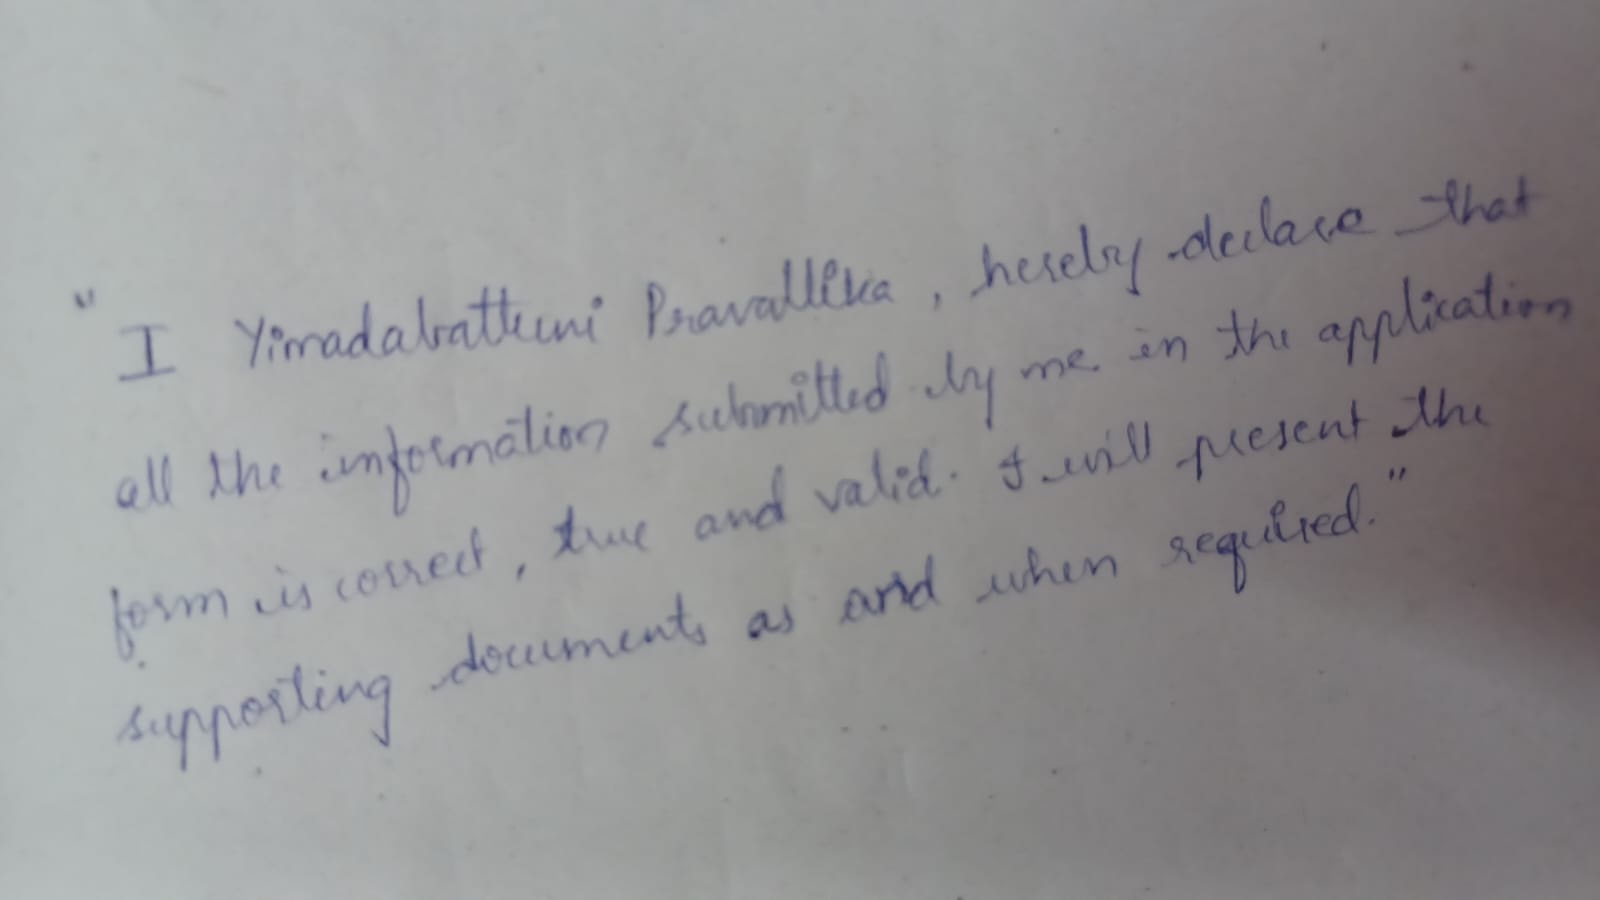 "I Yimadabattuni Pravallika, hereby declare that
all the information submitted by me in the application
form is correct, true and valid. I will present the
supporting documents as and when required."